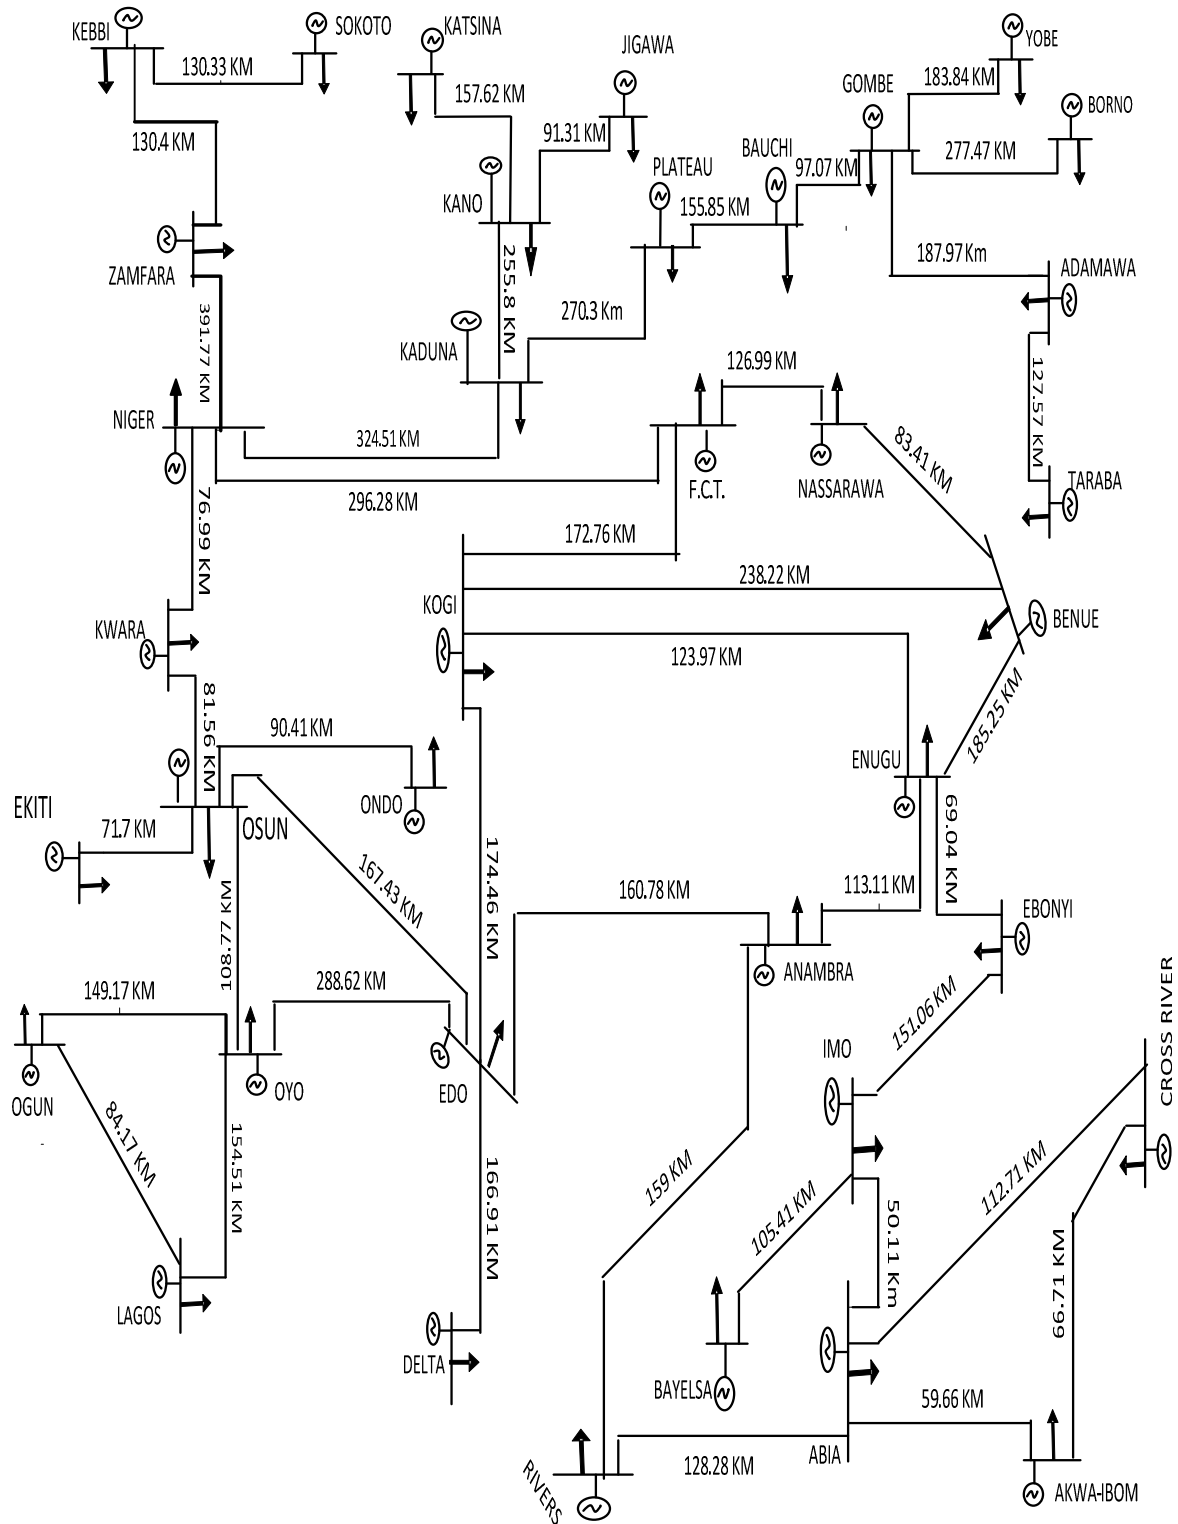 KEBBI
SOKOTO
KATSINA
JIGAWA
YOBE
GOMBE
BORNO
130.33 KM
157.62 KM
183.84 KM
130.4 KM
91.31 KM
PLATEAU
BAUCHI
97.07 KM
277.47 KM
KANO
155.85 KM
ZAMFARA
255.8 KM
187.97 Km
ADAMAWA
391.77 KM
270.3 Km
KADUNA
126.99 KM
127.57 KM
NIGER
324.51 KM
83.41 KM
F.C.T.
NASSARAWA
TARABA
296.28 KM
76.99 KM
172.76 KM
238.22 KM
KOGI
BENUE
KWARA
123.97 KM
81.56 KM
185.25 KM
90.41 KM
ENUGU
EKITI
ONDO
71.7 KM
OSUN
69.04 KM
167.43 KM
174.46 KM
160.78 KM
113.11 KM
EBONYI
108.77 KM
ANAMBRA
149.17 KM
288.62 KM
151.06 KM
CROSS RIVER
IMO
OGUN
OYO
EDO
84.17 KM
154.51 KM
166.91 KM
159 KM
105.41 KM
112.71 KM
50.11 Km
66.71 KM
LAGOS
DELTA
BAYELSA
59.66 KM
ABIA
128.28 KM
RIVERS
AKWA-IBOM